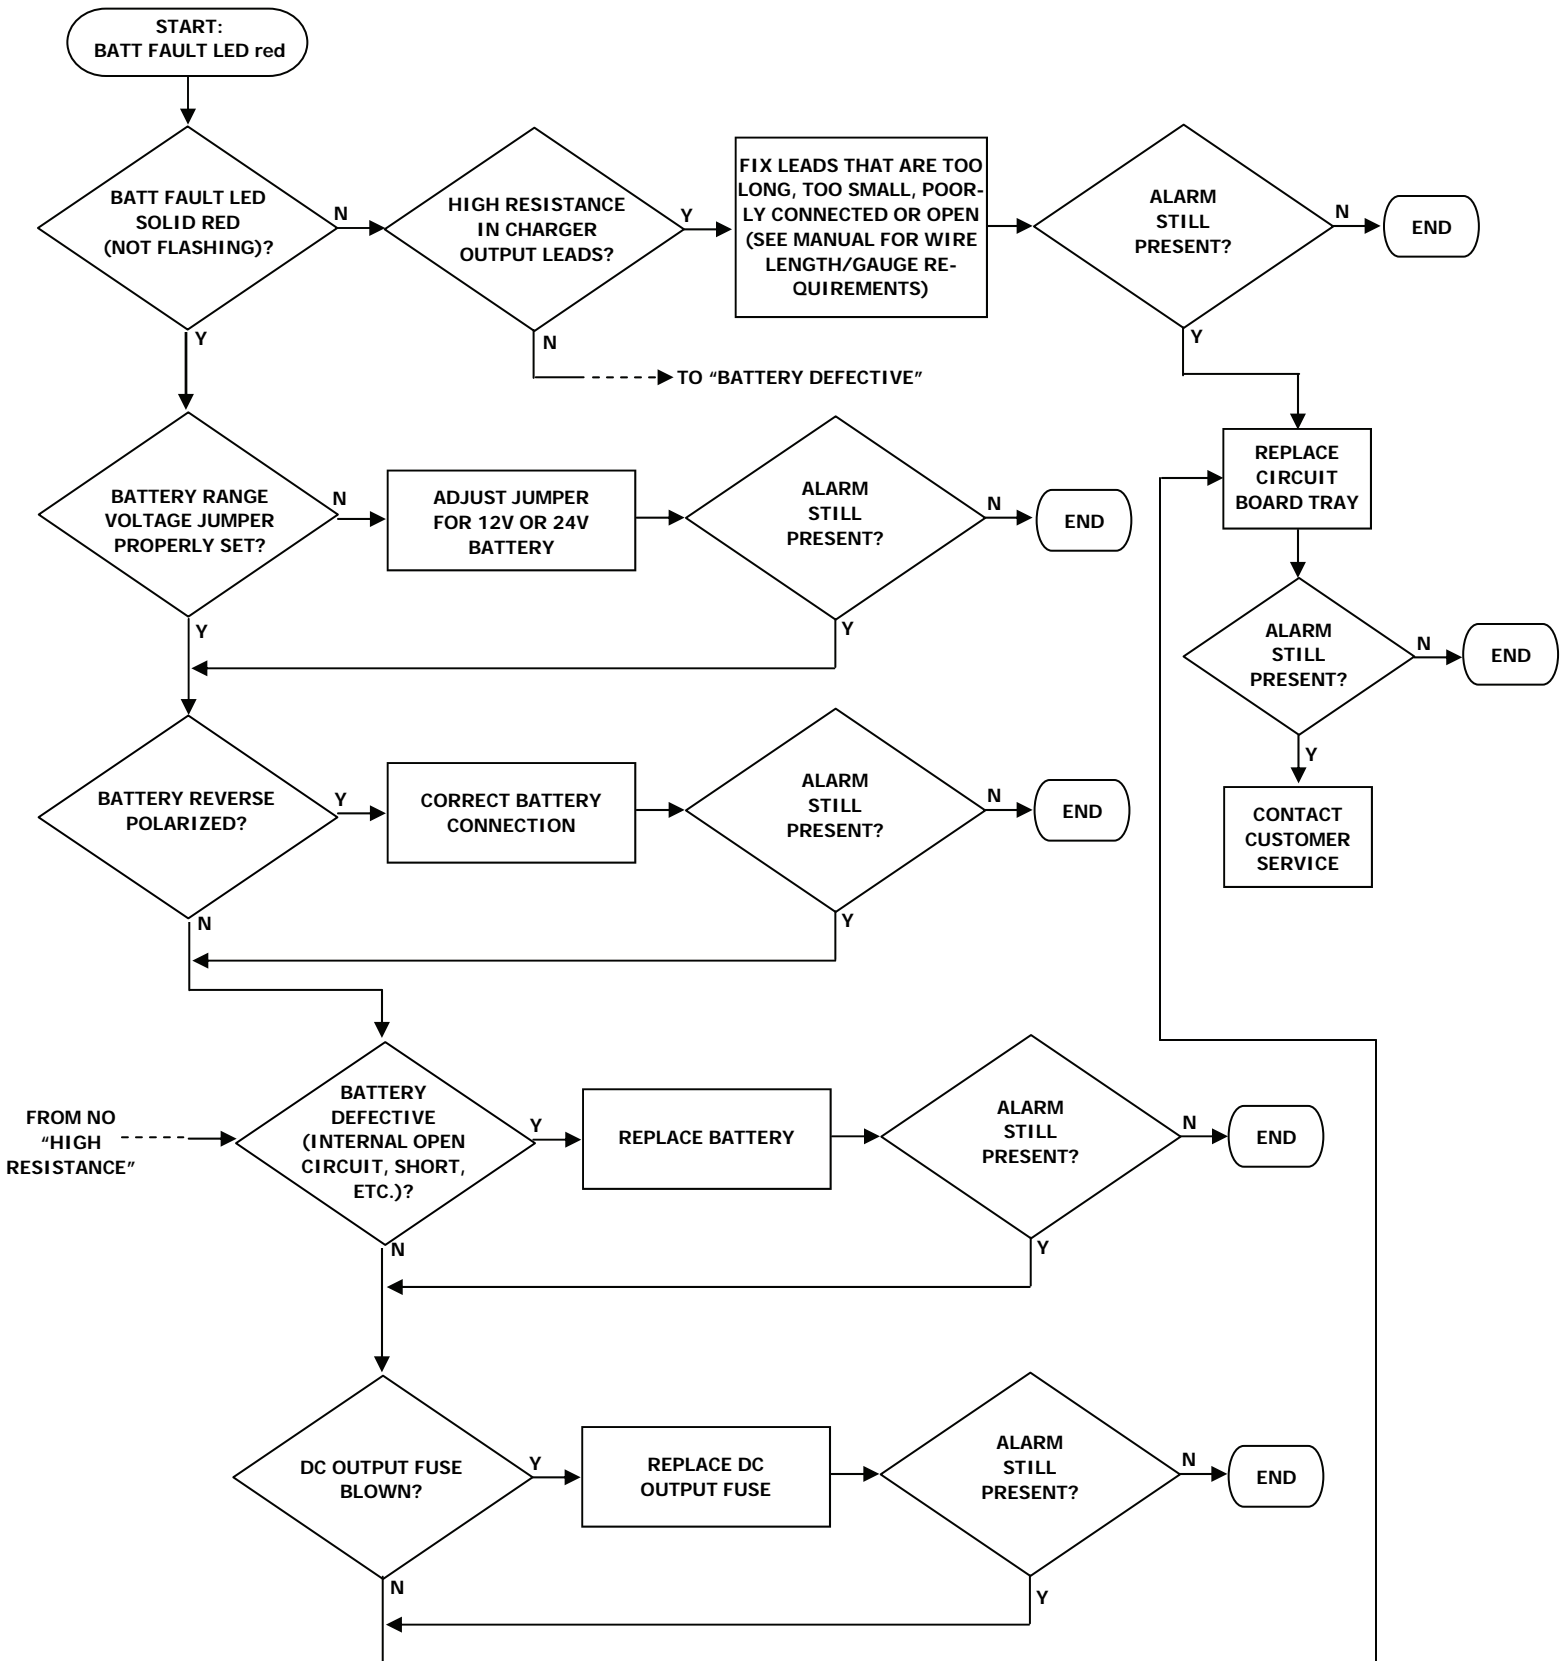 START:
BATT FAULT LED red
BATT FAULT LED
SOLID RED
(NOT FLASHING)?
N
Y
HIGH RESISTANCE
IN CHARGER
OUTPUT LEADS?
Y
N
TO “BATTERY DEFECTIVE”
FIX LEADS THAT ARE TOO
LONG, TOO SMALL, POOR-
LY CONNECTED OR OPEN
(SEE MANUAL FOR WIRE
LENGTH/GAUGE RE-
QUIREMENTS)
ALARM
STILL
PRESENT?
N
END
Y
REPLACE
CIRCUIT
BOARD TRAY
ALARM
STILL
PRESENT?
N
END
Y
CONTACT
CUSTOMER
SERVICE
BATTERY RANGE
VOLTAGE JUMPER
PROPERLY SET?
N
Y
ADJUST JUMPER
FOR 12V OR 24V
BATTERY
ALARM
STILL
PRESENT?
N
END
Y
BATTERY REVERSE
POLARIZED?
Y
N
CORRECT BATTERY
CONNECTION
ALARM
STILL
PRESENT?
N
END
Y
FROM NO
“HIGH
RESISTANCE”
BATTERY
DEFECTIVE
(INTERNAL OPEN
CIRCUIT, SHORT,
ETC.)?
Y
N
REPLACE BATTERY
ALARM
STILL
PRESENT?
N
END
Y
DC OUTPUT FUSE
BLOWN?
Y
N
REPLACE DC
OUTPUT FUSE
ALARM
STILL
PRESENT?
N
END
Y